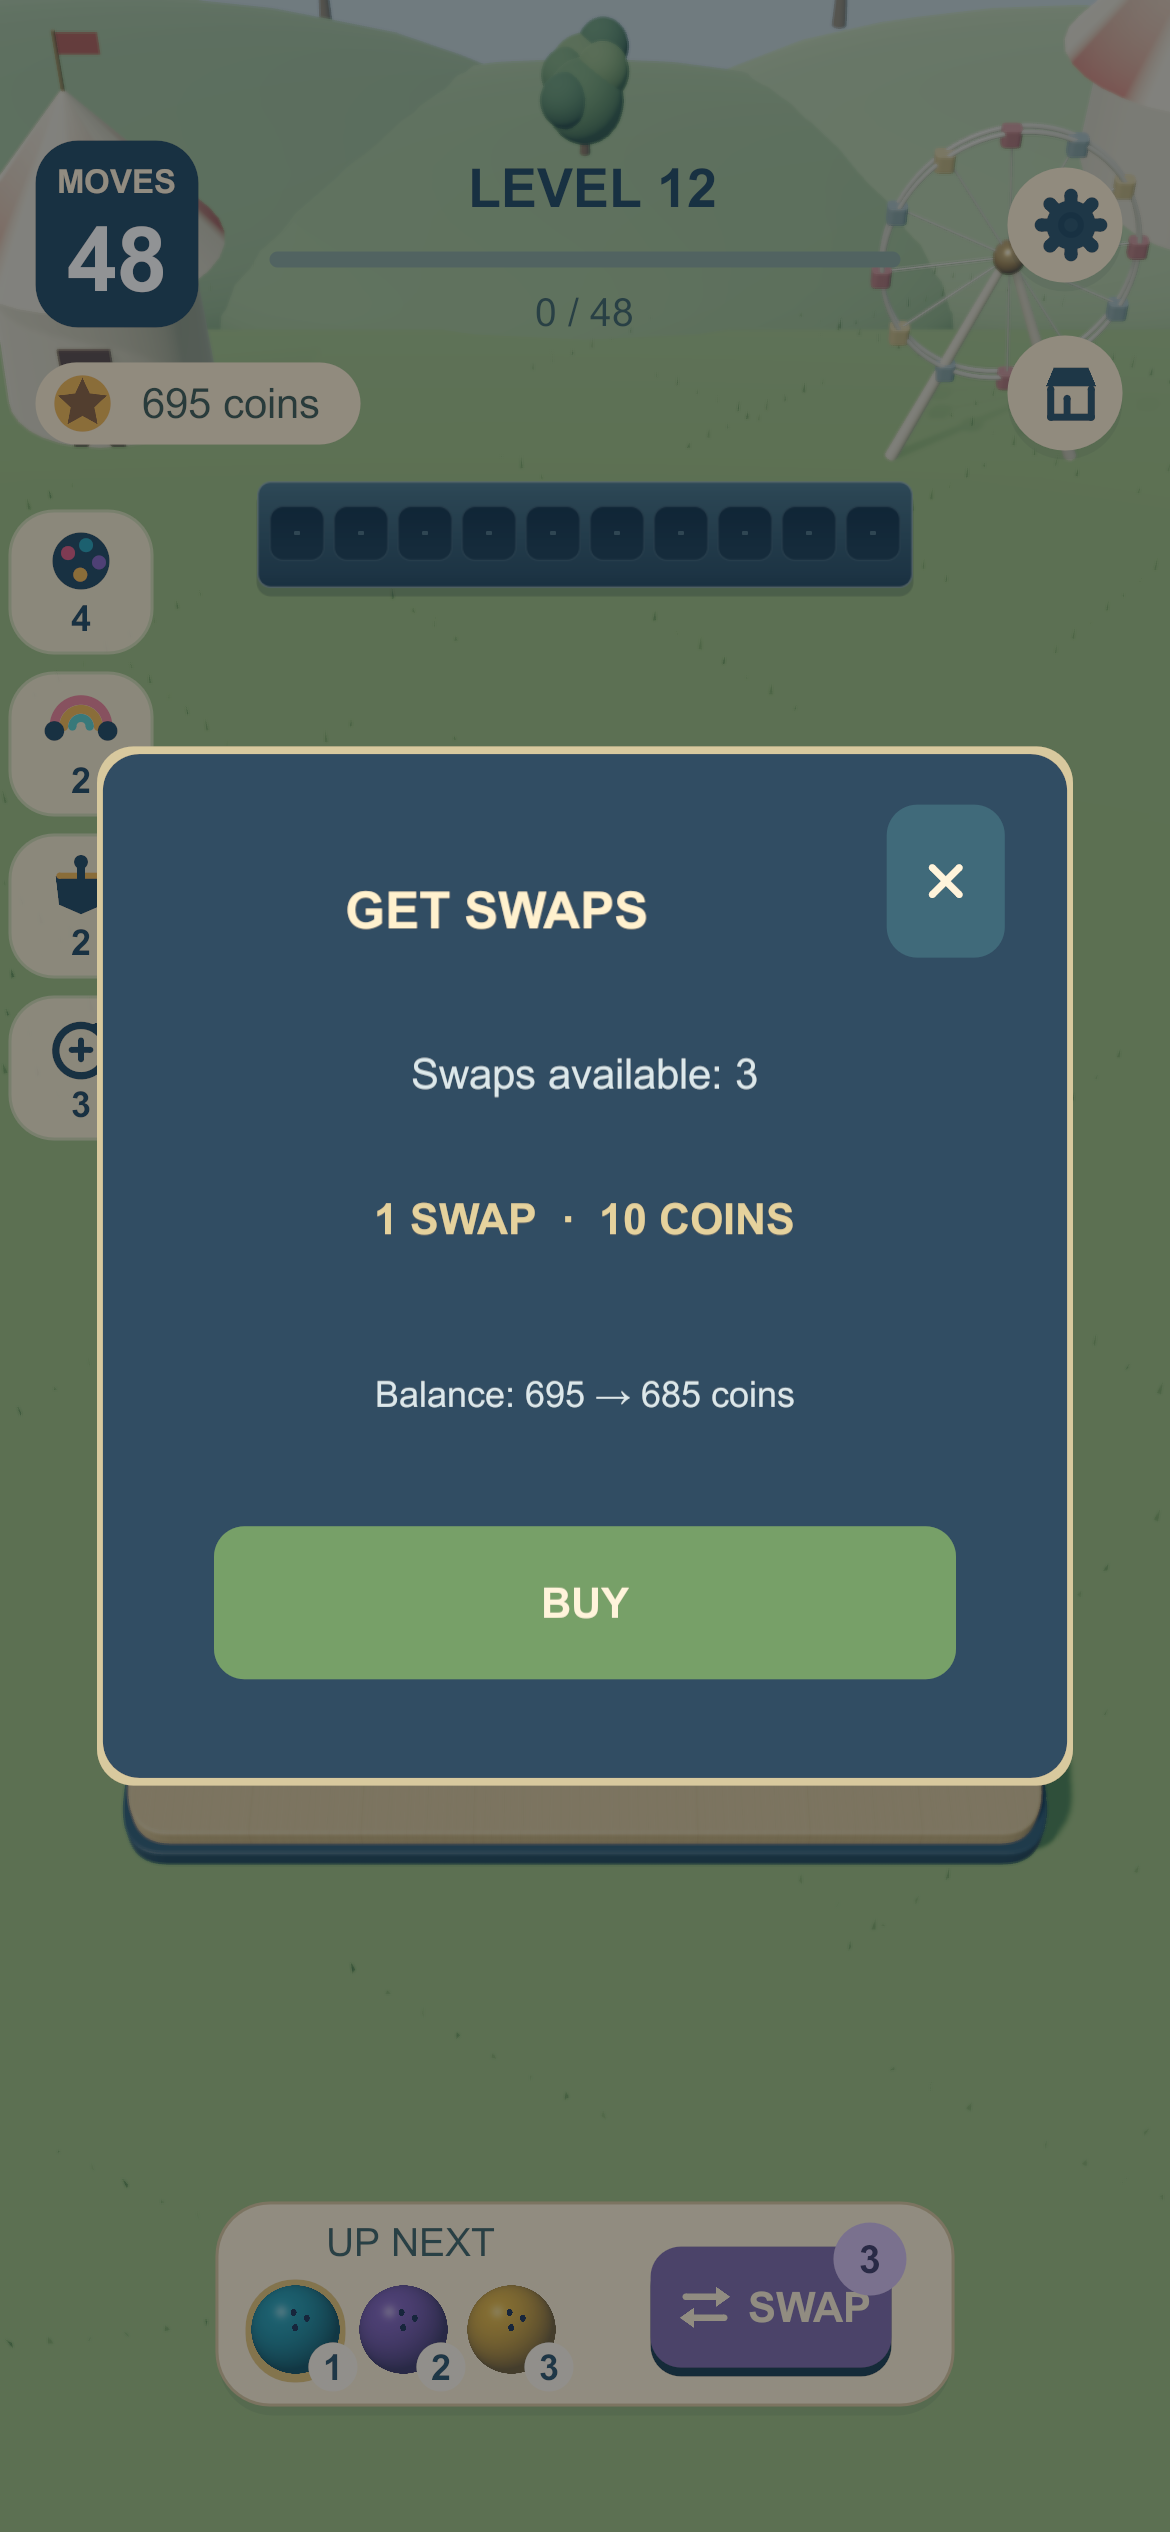 MOVES
48
LEVEL 12
0 / 48
695 coins
4
2
2
3
GET SWAPS
Swaps available: 3
1 SWAP · 10 COINS
Balance: 695 → 685 coins
BUY
UP NEXT
1
2
3
SWAP
3